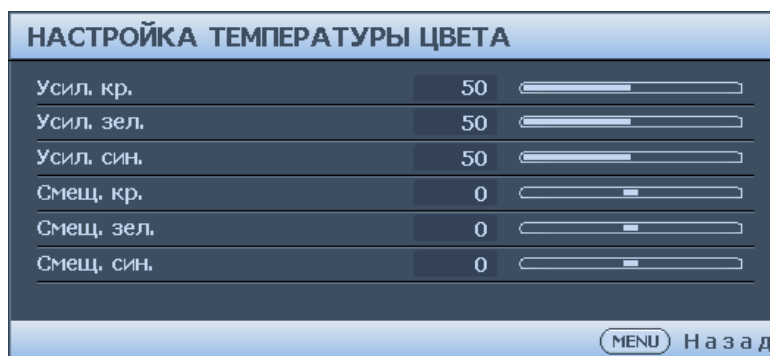 НАСТРОЙКА ТЕМПЕРАТУРЫ ЦВЕТА
Усил. кр. 50
Усил. зел. 50
Усил. син. 50
Смещ. кр. 0
Смещ. зел. 0
Смещ. син. 0
MENU Назад